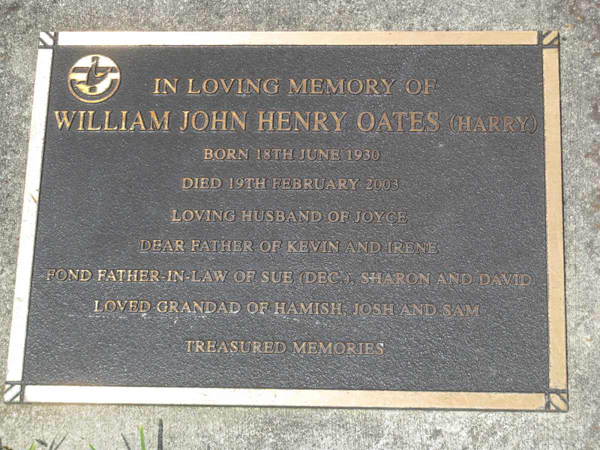 IN LOVING MEMORY OF
WILLIAM JOHN HENRY OATES (HARRY)
BORN 18TH JUNE 1930
DIED 19TH FEBRUARY 2003
LOVING HUSBAND OF JOYCE
DEAR FATHER OF KEVIN AND IRENE
FOND FATHER-IN-LAW OF SUE (DEC.), SHARON AND DAVID
LOVED GRANDAD OF HAMISH, JOSH AND SAM
TREASURED MEMORIES